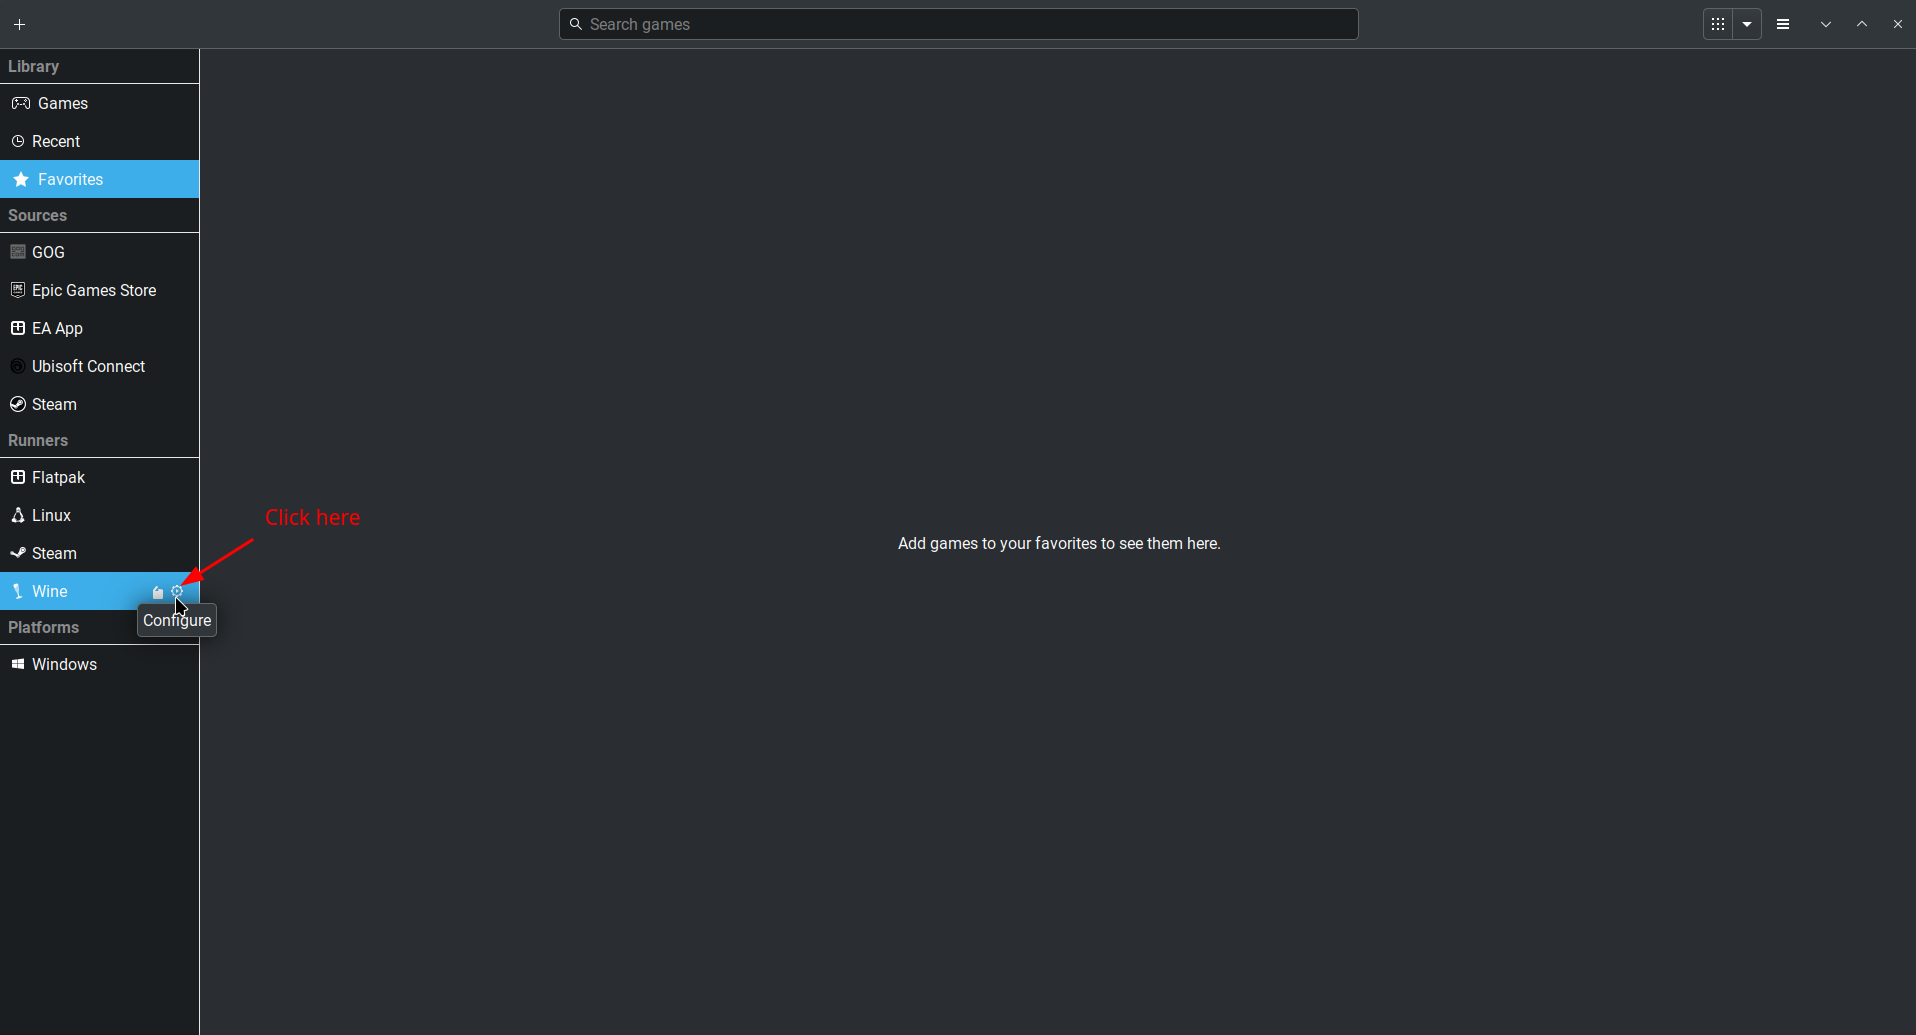 Search games
Library
Games
Recent
Favorites
Sources
GOG
Epic Games Store
EA App
Ubisoft Connect
Steam
Runners
Flatpak
Linux
Click here
Steam
Add games to your favorites to see them here.
Wine
Configure
Platforms
Windows